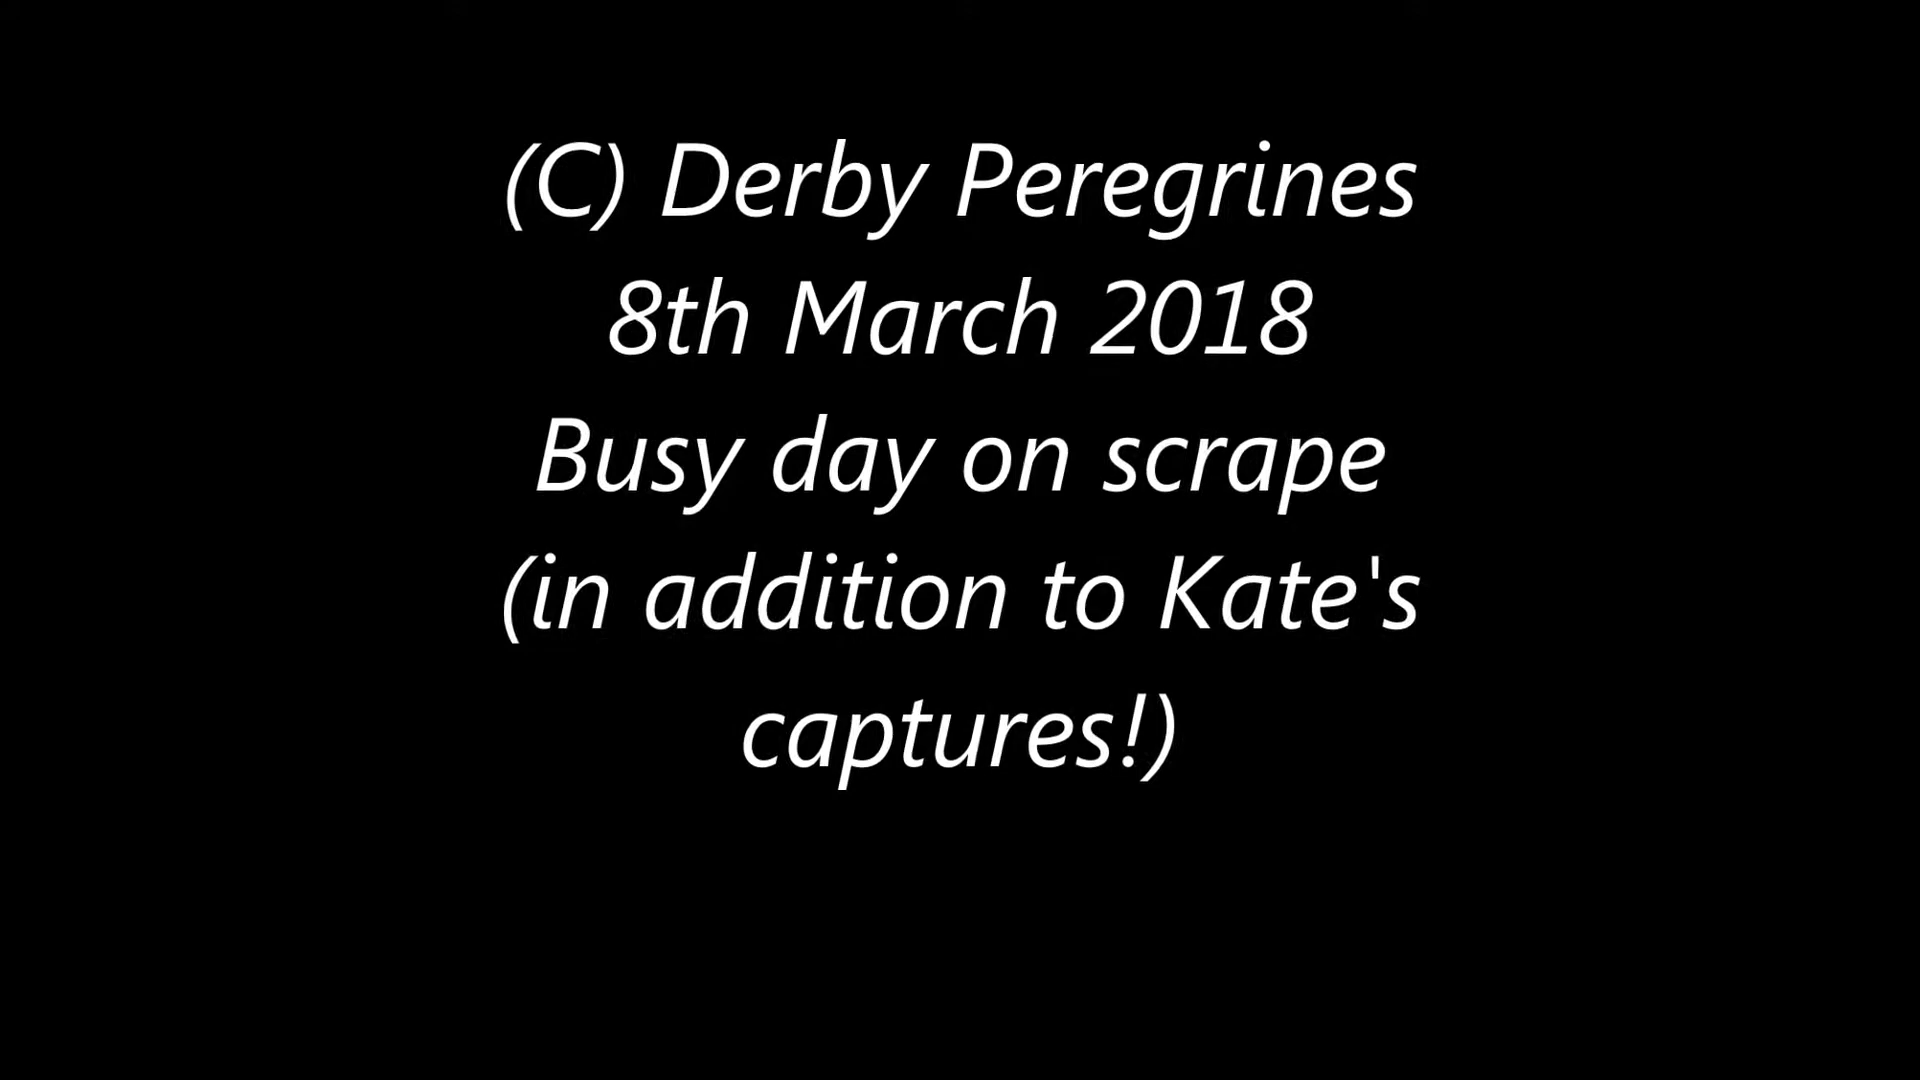 (C) Derby Peregrines
8th March 2018
Busy day on scrape
(in addition to Kate's
captures!)